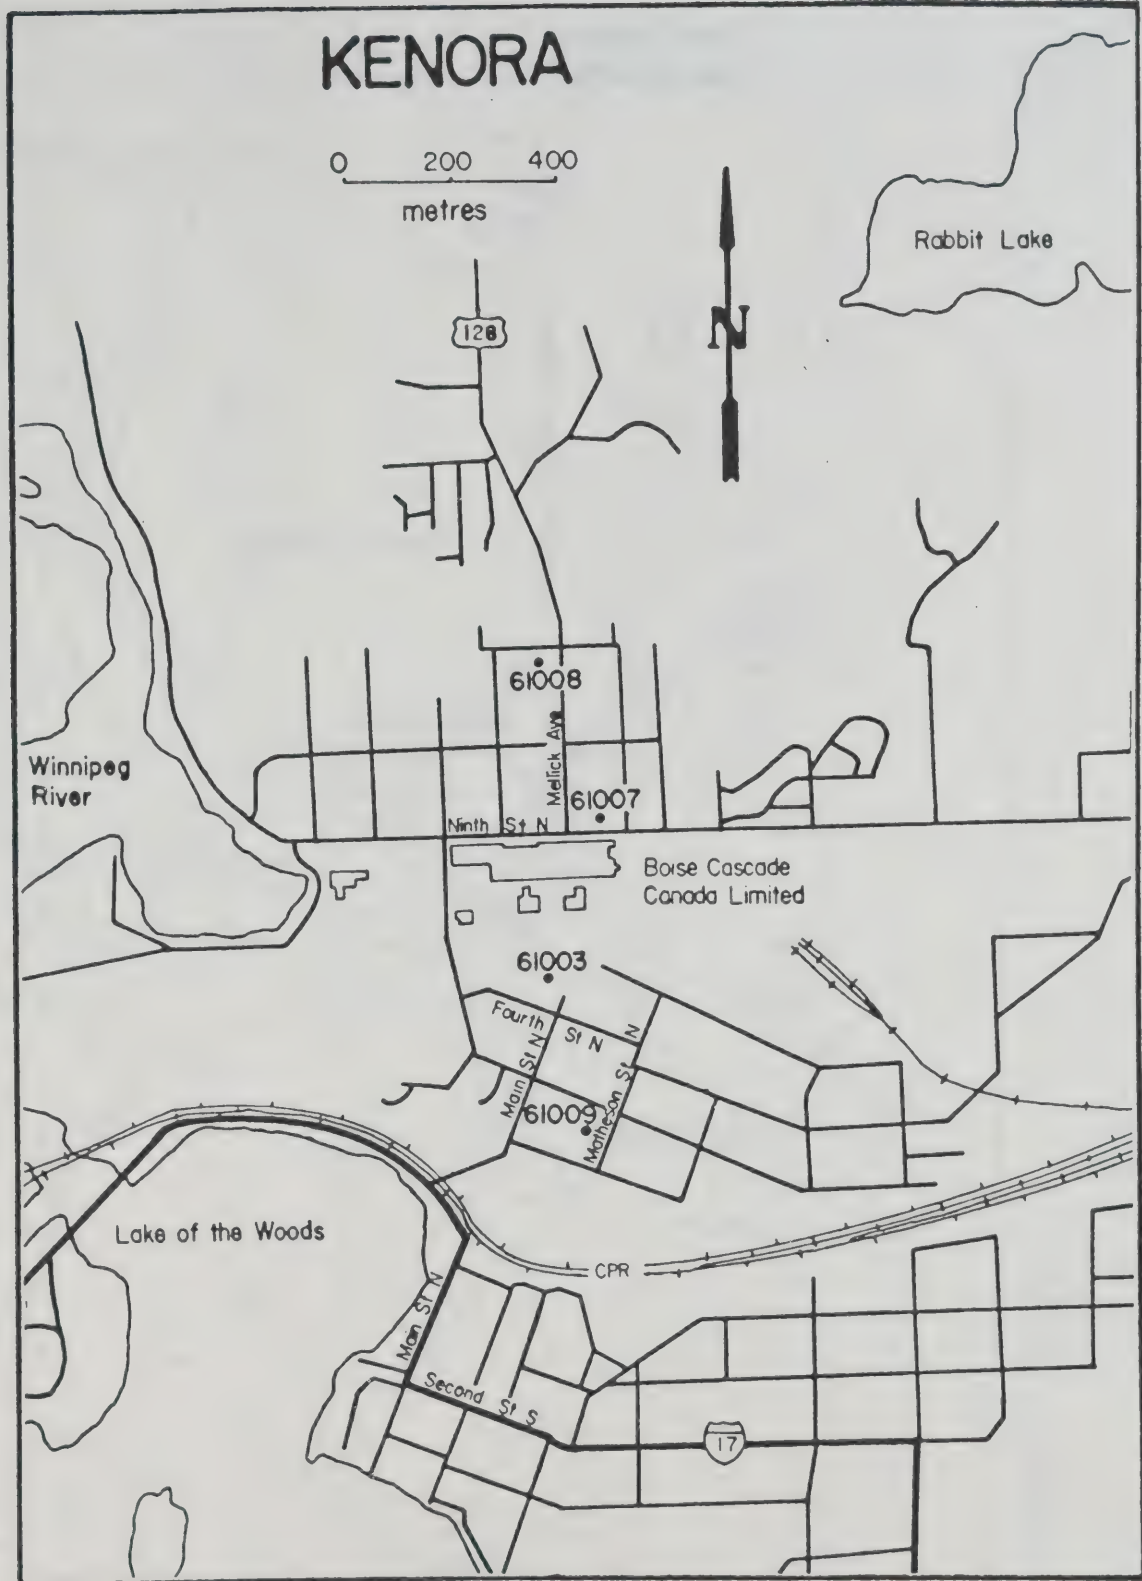 KENORA
0 200 400
metres
Rabbit Lake
128
N
61008
Mellick Ave
Winnipeg
River
61007
Ninth St N
Boise Cascade
Canada Limited
61003
Fourth St N
Main St N
Matheson St N
61009
Lake of the Woods
CPR
Main St N
Second St S
17